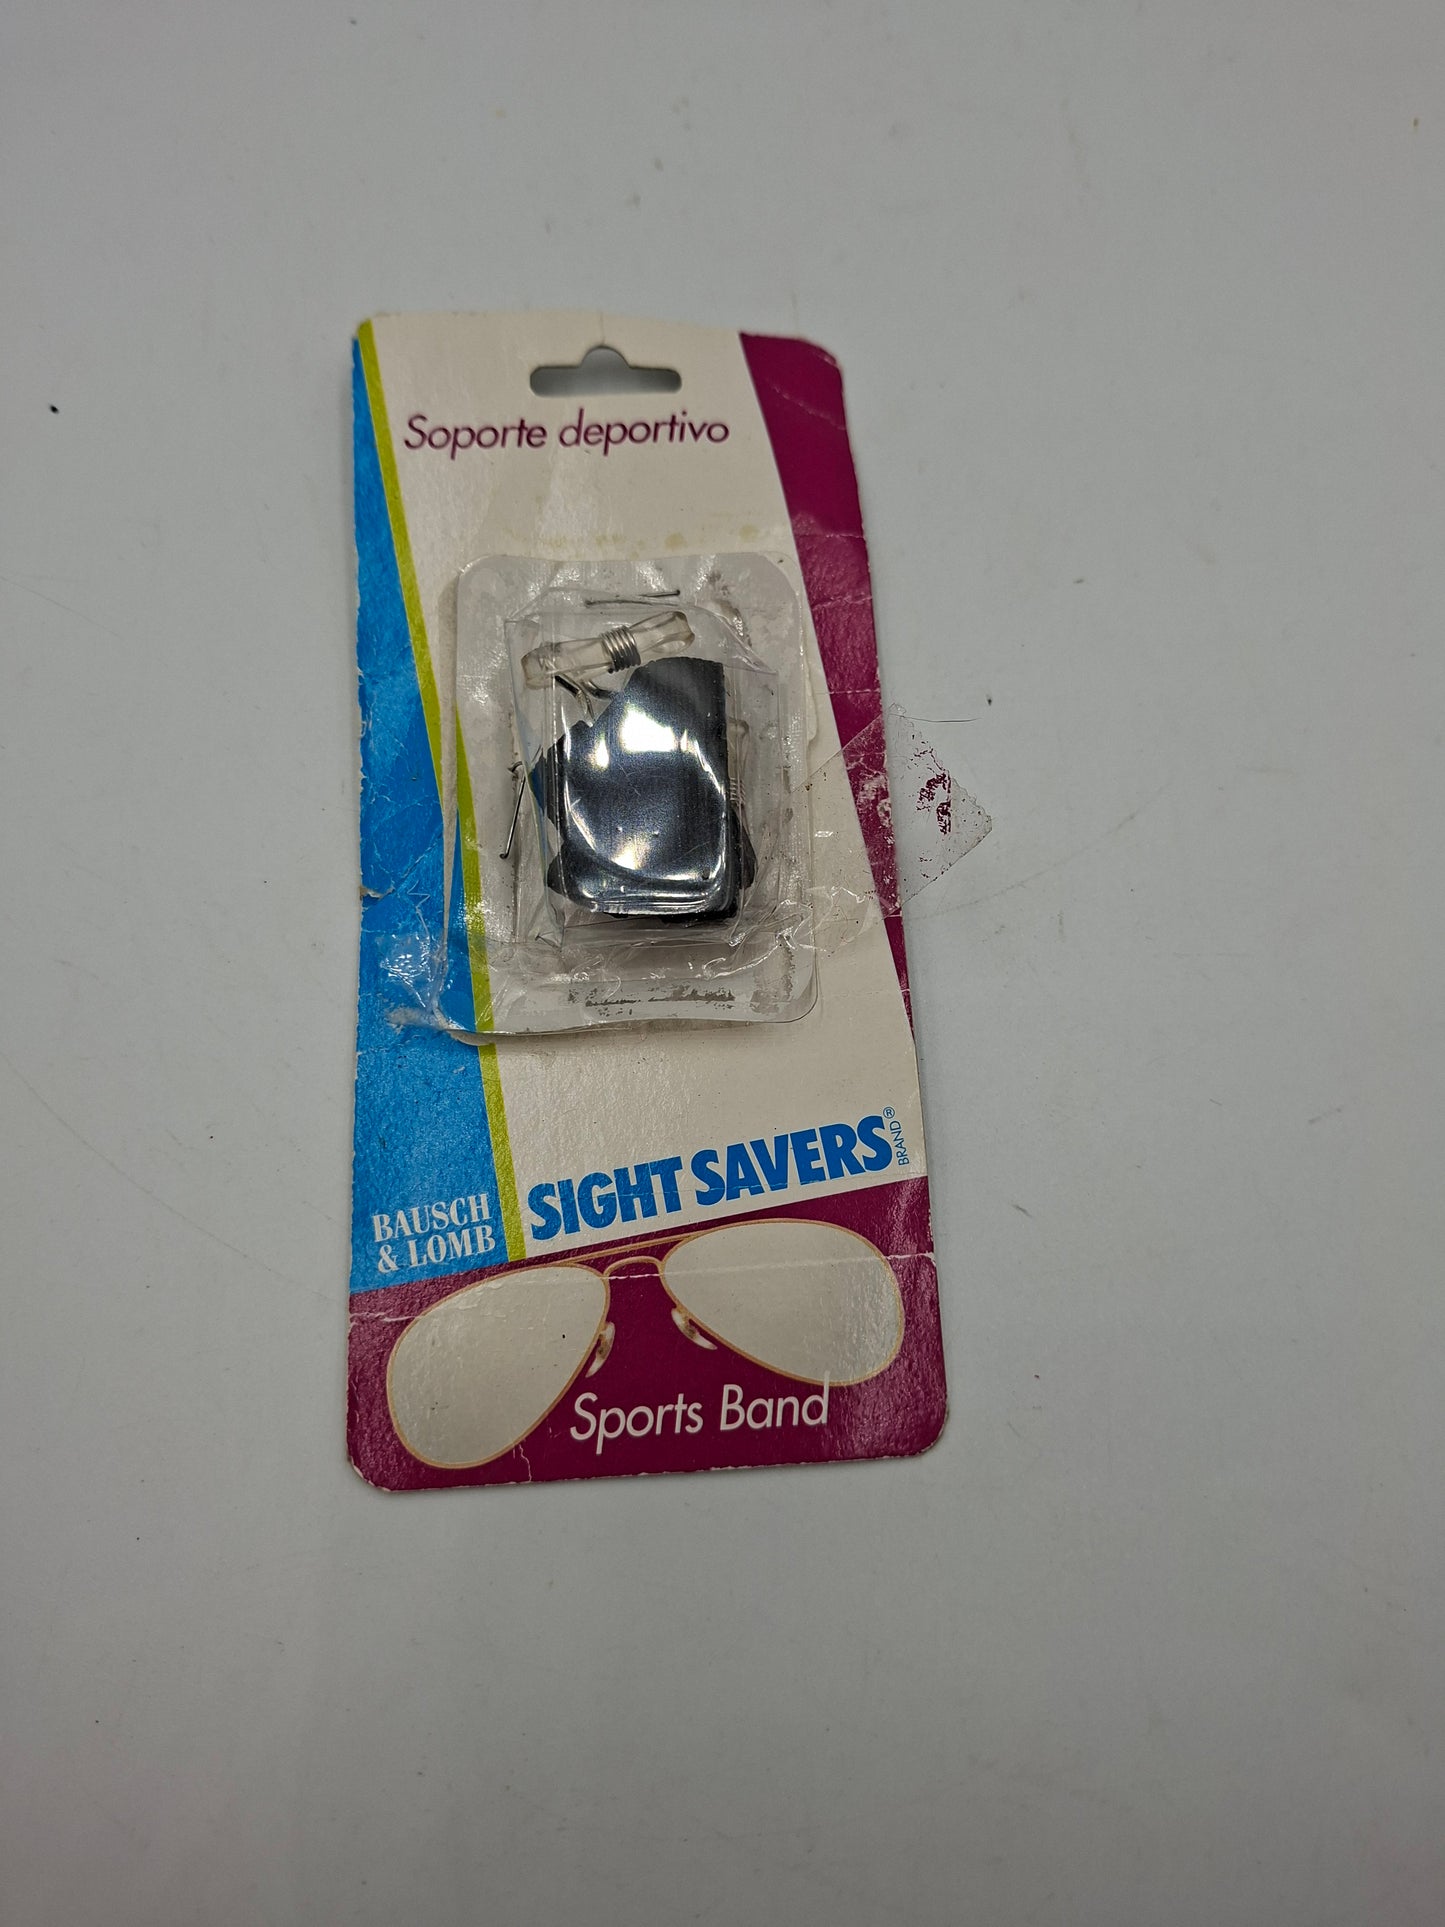 Soporte deportivo
SIGHT SAVERS®
BRAND
BAUSCH
& LOMB
Sports Band